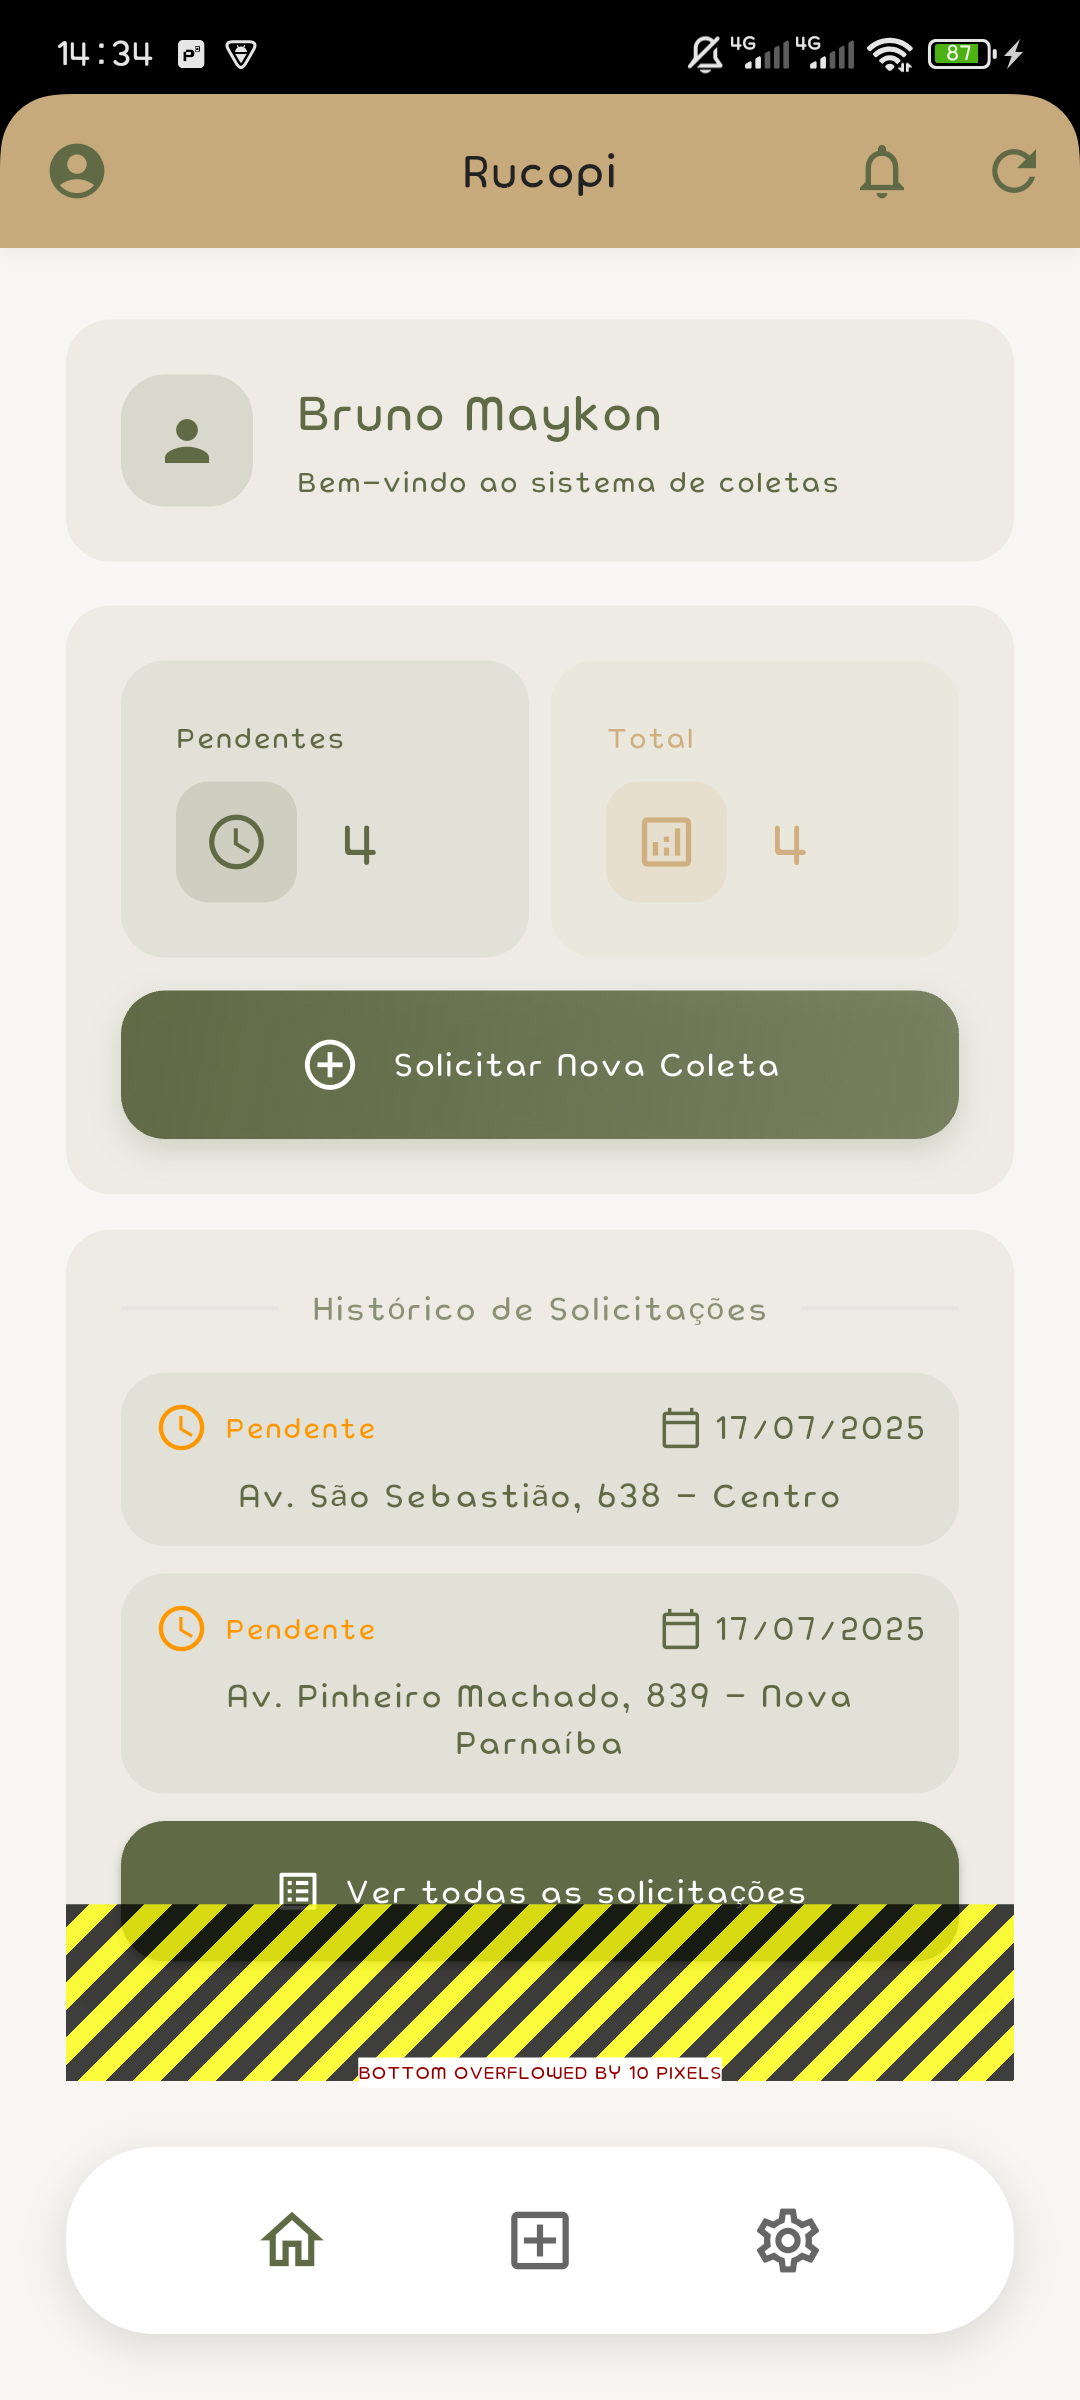 14:34
4G 4G 87
Rucopi
Bruno Maykon
Bem-vindo ao sistema de coletas
Pendentes
Total
4
4
Solicitar Nova Coleta
Histórico de Solicitações
Pendente 17/07/2025
Av. São Sebastião, 638 - Centro
Pendente 17/07/2025
Av. Pinheiro Machado, 839 - Nova
Parnaíba
Ver todas as solicitações
BOTTOM OVERFLOWED BY 10 PIXELS